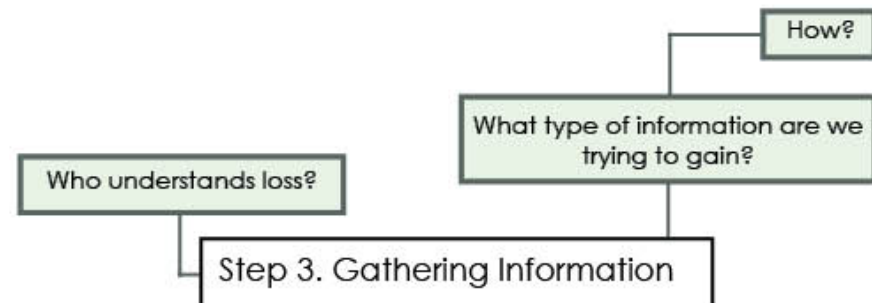 How?
What type of information are we
trying to gain?
Who understands loss?
Step 3. Gathering Information